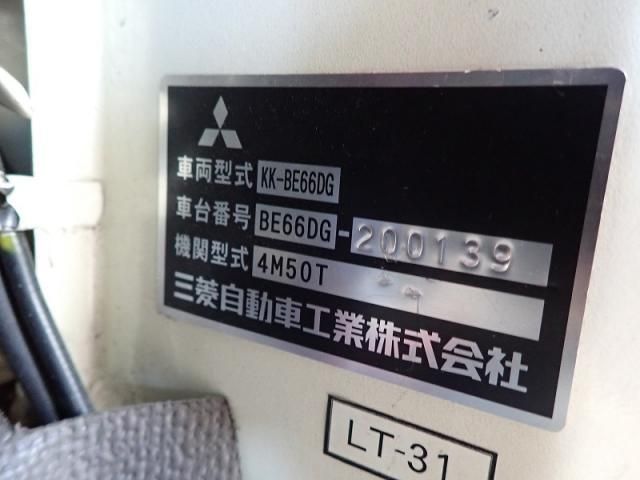 車両型式 KK-BE66DG
車台番号 BE66DG-200139
機関型式 4M50T
三菱自動車工業株式会社
LT-31